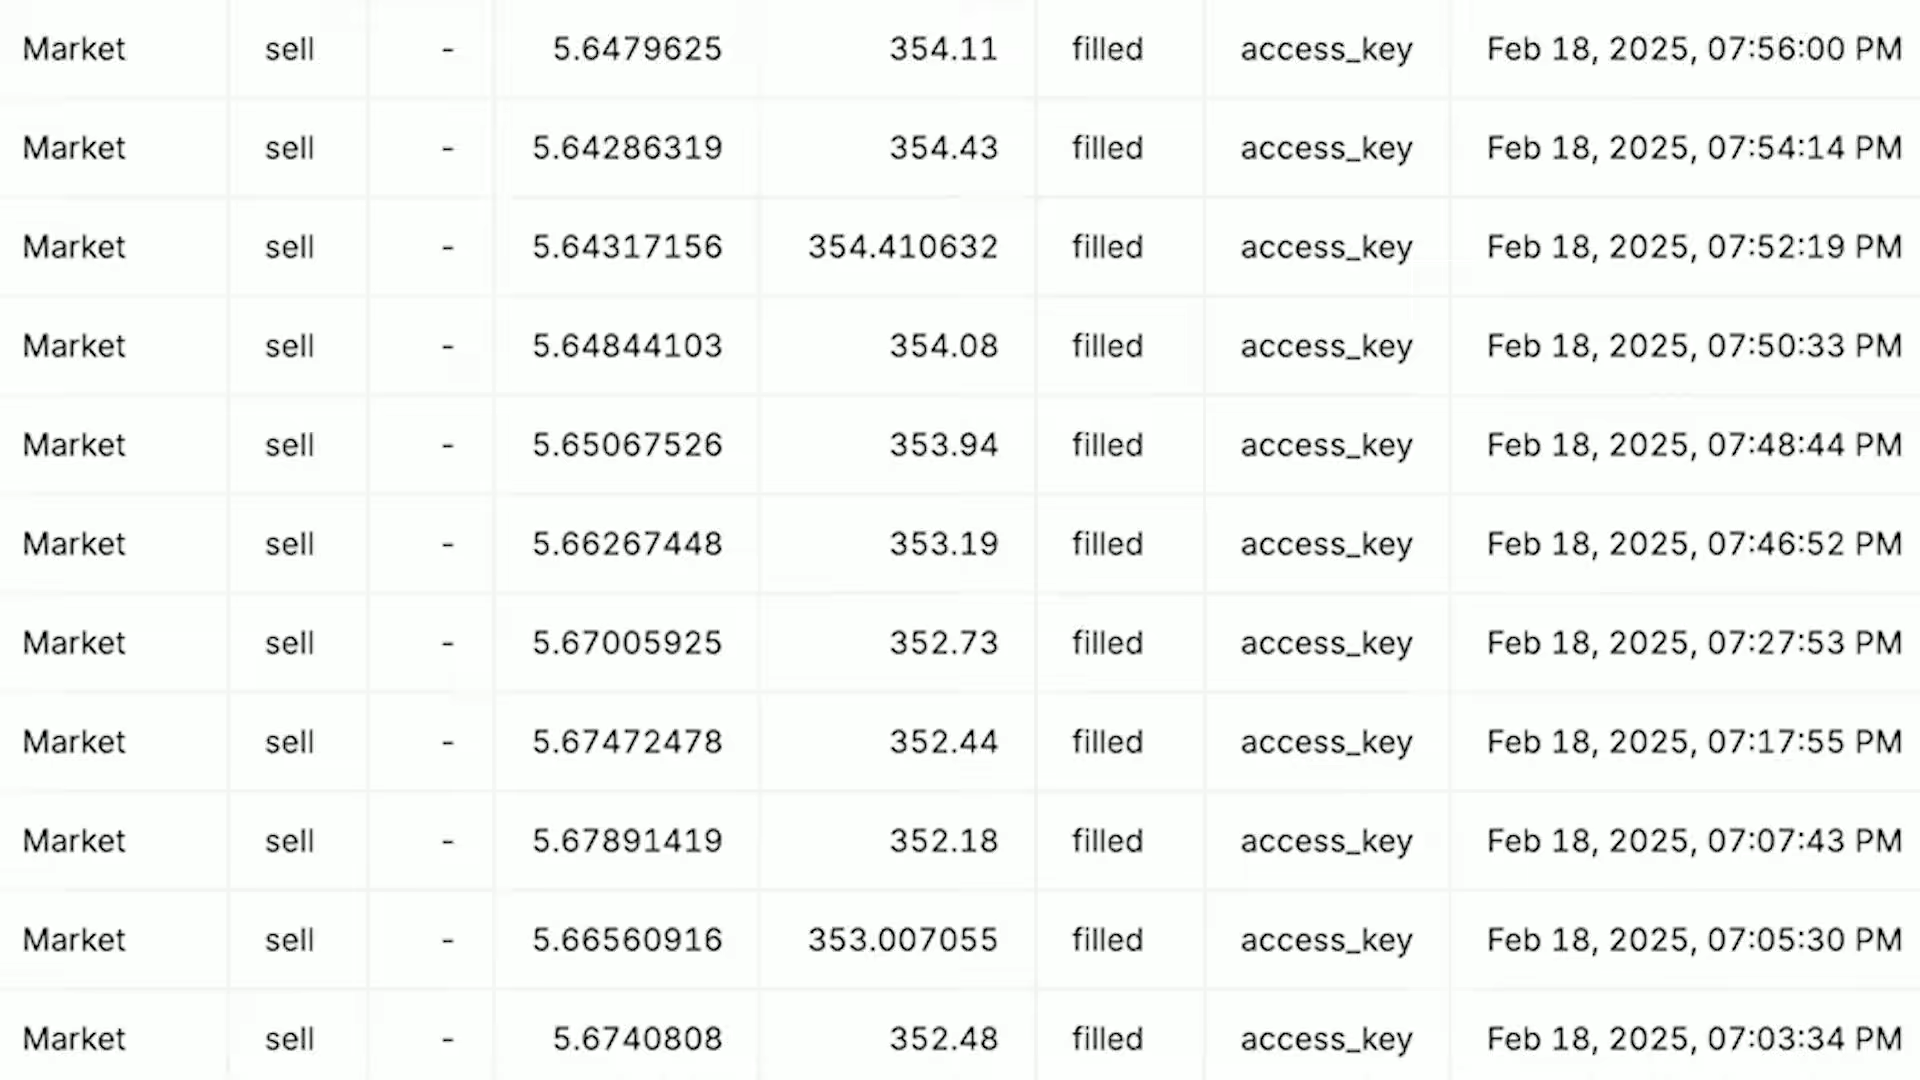 Market sell - 5.6479625 354.11 filled access_key Feb 18, 2025, 07:56:00 PM
Market sell - 5.64286319 354.43 filled access_key Feb 18, 2025, 07:54:14 PM
Market sell - 5.64317156 354.410632 filled access_key Feb 18, 2025, 07:52:19 PM
Market sell - 5.64844103 354.08 filled access_key Feb 18, 2025, 07:50:33 PM
Market sell - 5.65067526 353.94 filled access_key Feb 18, 2025, 07:48:44 PM
Market sell - 5.66267448 353.19 filled access_key Feb 18, 2025, 07:46:52 PM
Market sell - 5.67005925 352.73 filled access_key Feb 18, 2025, 07:27:53 PM
Market sell - 5.67472478 352.44 filled access_key Feb 18, 2025, 07:17:55 PM
Market sell - 5.67891419 352.18 filled access_key Feb 18, 2025, 07:07:43 PM
Market sell - 5.66560916 353.007055 filled access_key Feb 18, 2025, 07:05:30 PM
Market sell - 5.6740808 352.48 filled access_key Feb 18, 2025, 07:03:34 PM